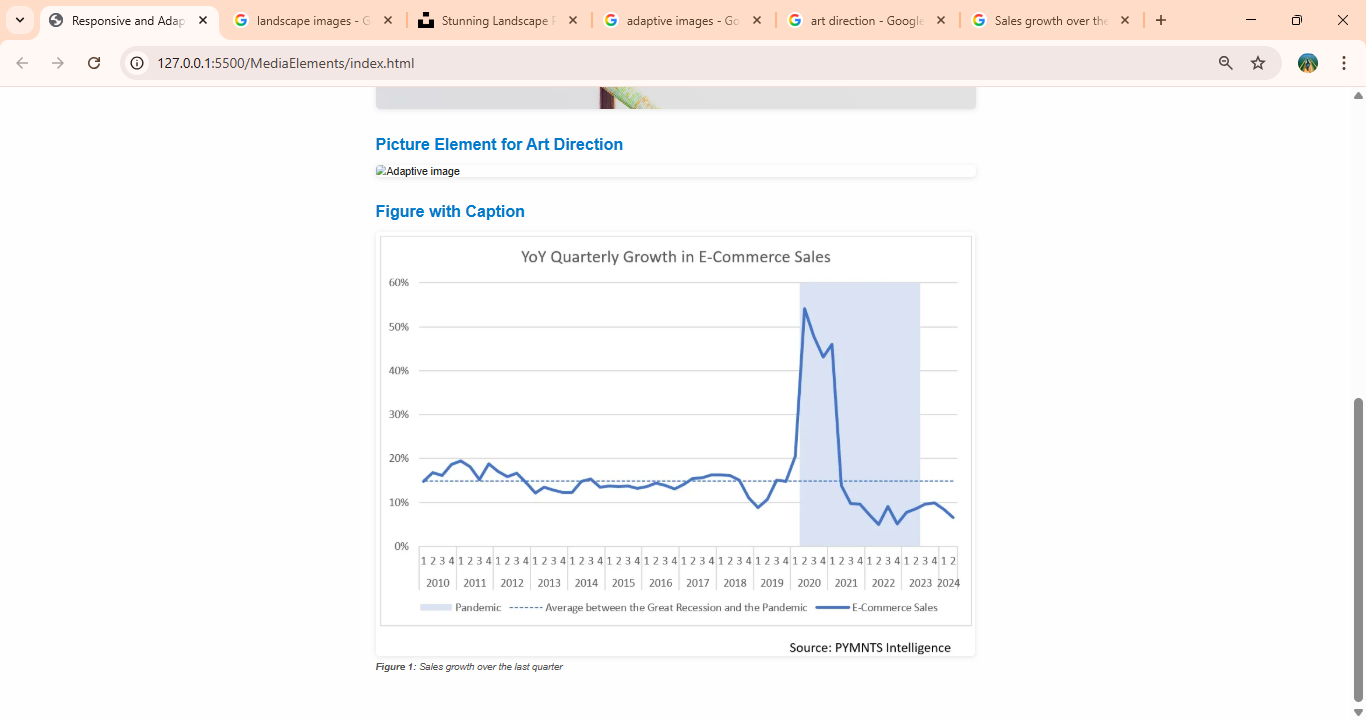 Responsive and Adap
landscape images - G
Stunning Landscape P
adaptive images - Go
art direction - Google
Sales growth over the
127.0.0.1:5500/MediaElements/index.html
Picture Element for Art Direction
Adaptive image
Figure with Caption
YoY Quarterly Growth in E-Commerce Sales
60%
50%
40%
30%
20%
10%
0%
1 2 3 4 1 2 3 4 1 2 3 4 1 2 3 4 1 2 3 4 1 2 3 4 1 2 3 4 1 2 3 4 1 2 3 4 1 2 3 4 1 2 3 4 1 2 3 4 1 2 3 4 1 2 3 4 1 2
2010 2011 2012 2013 2014 2015 2016 2017 2018 2019 2020 2021 2022 2023 2024
Pandemic Average between the Great Recession and the Pandemic E-Commerce Sales
Source: PYMNTS Intelligence
Figure 1: Sales growth over the last quarter